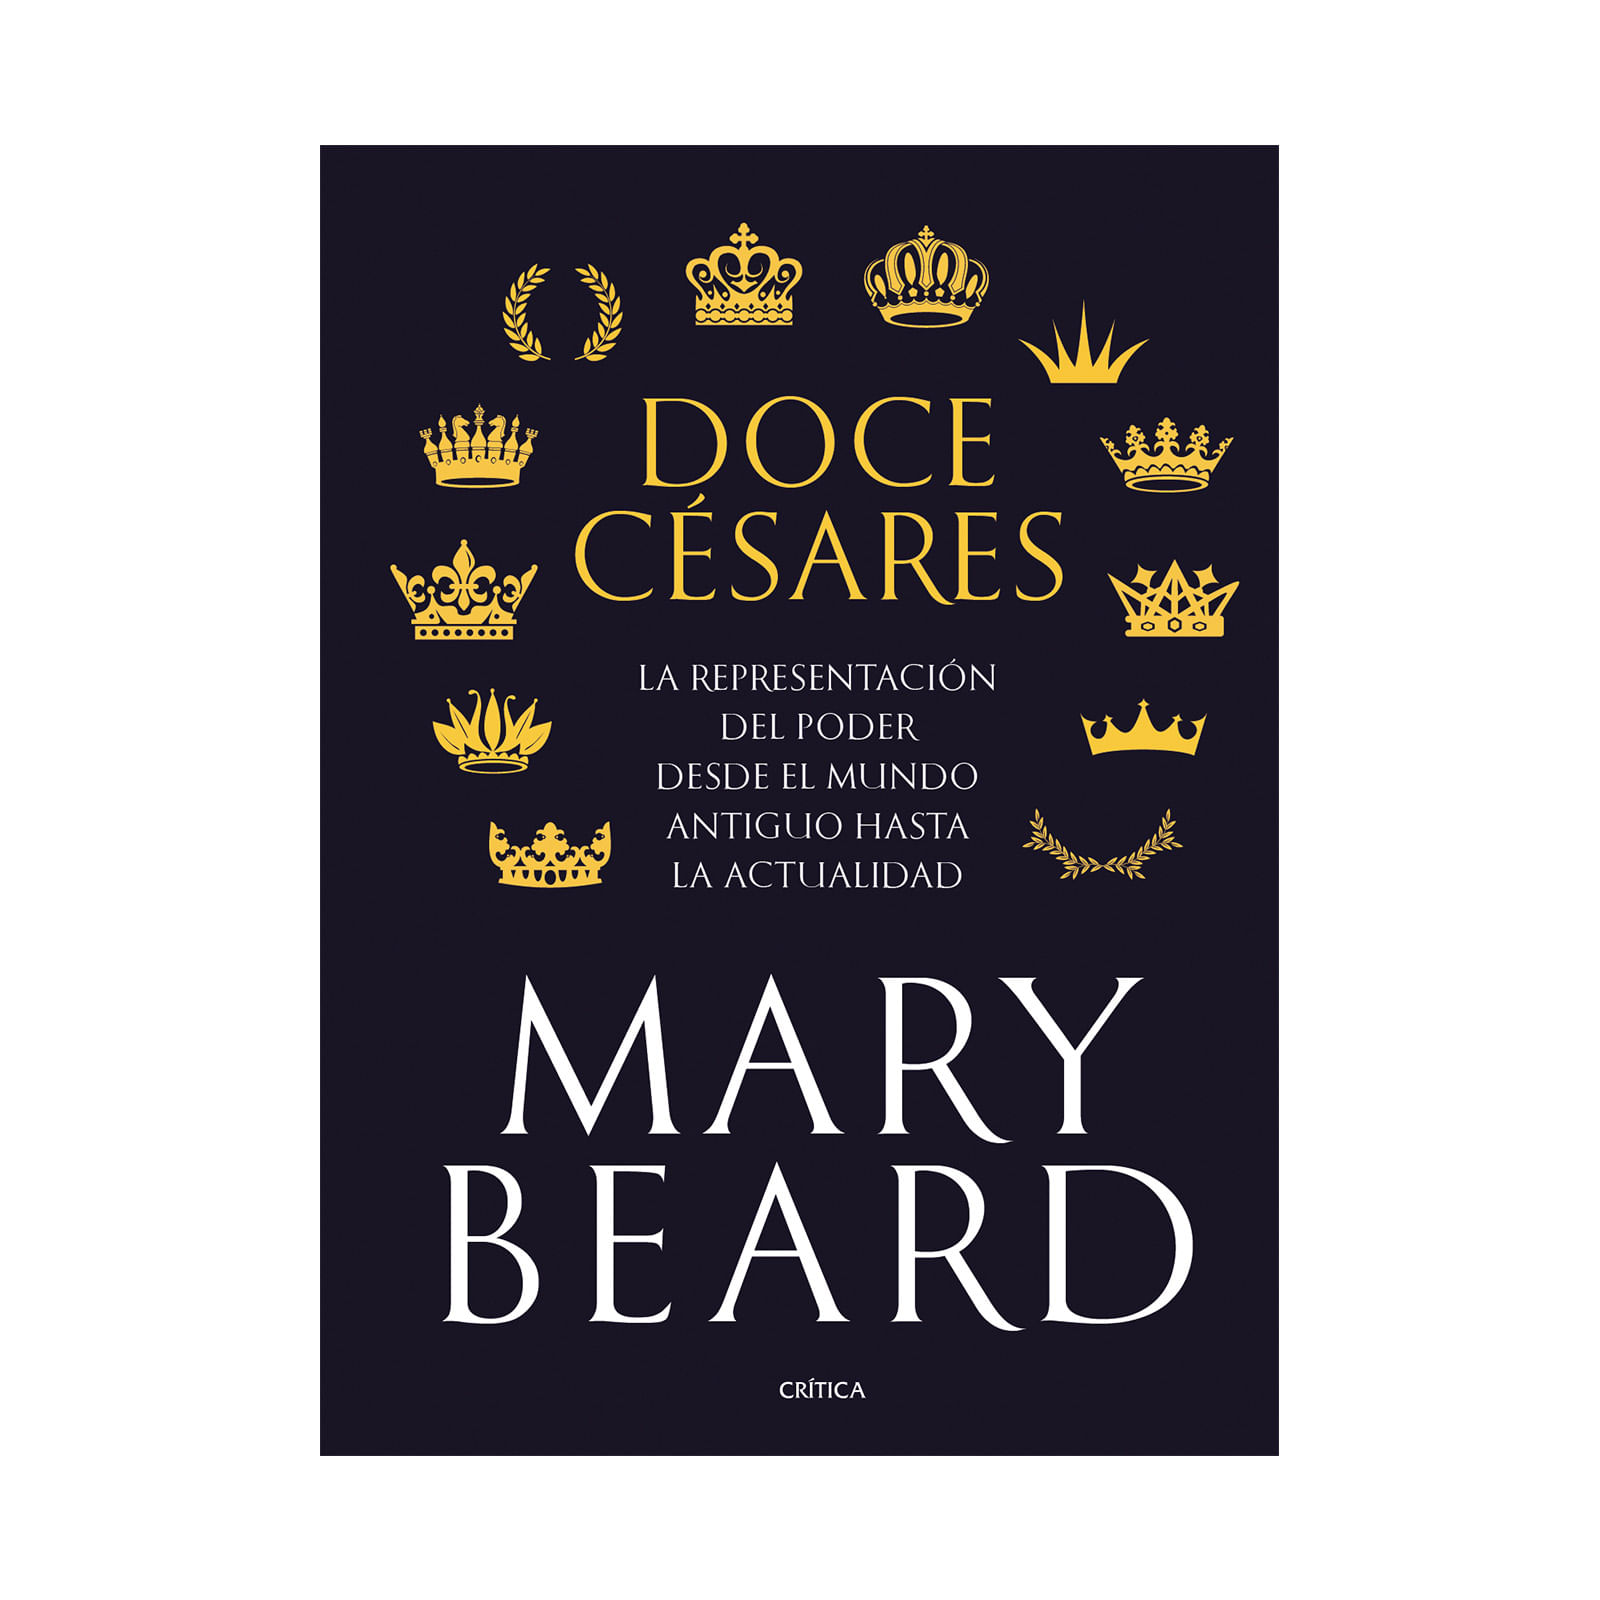 DOCE
CÉSARES
LA REPRESENTACIÓN
DEL PODER
DESDE EL MUNDO
ANTIGUO HASTA
LA ACTUALIDAD
MARY
BEARD
CRÍTICA